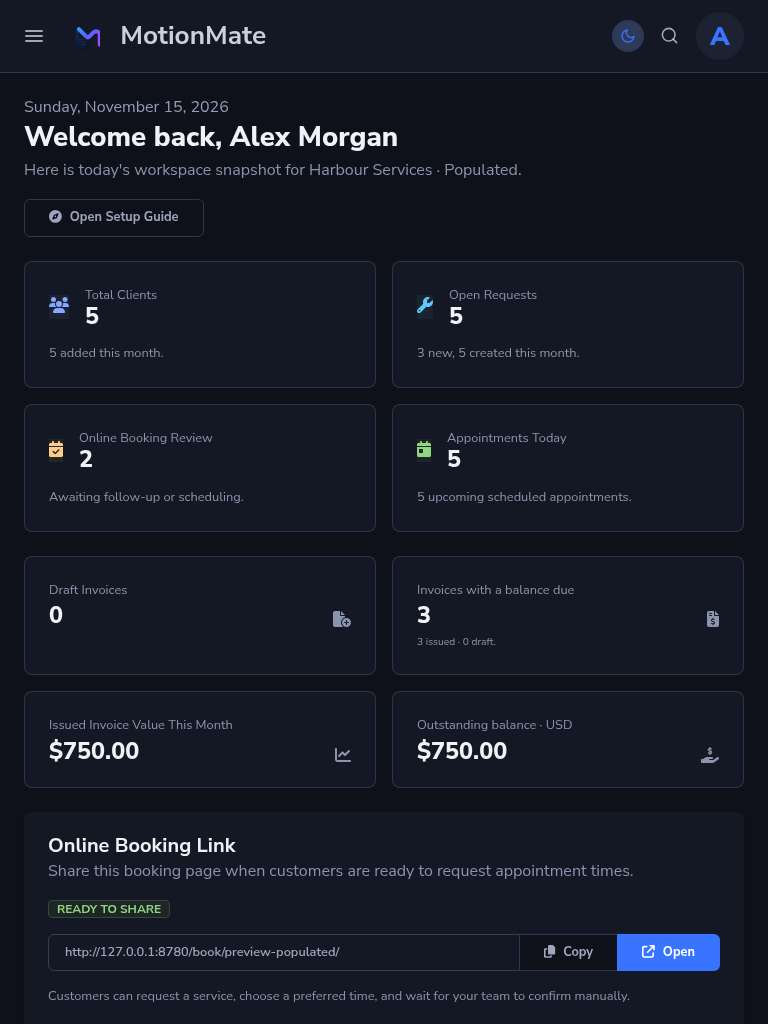 MotionMate
A
Sunday, November 15, 2026
Welcome back, Alex Morgan
Here is today's workspace snapshot for Harbour Services · Populated.
Open Setup Guide
Total Clients
5
5 added this month.
Open Requests
5
3 new, 5 created this month.
Online Booking Review
2
Awaiting follow-up or scheduling.
Appointments Today
5
5 upcoming scheduled appointments.
Draft Invoices
0
Invoices with a balance due
3
3 issued · 0 draft.
Issued Invoice Value This Month
$750.00
Outstanding balance · USD
$750.00
Online Booking Link
Share this booking page when customers are ready to request appointment times.
READY TO SHARE
http://127.0.0.1:8780/book/preview-populated/
Copy
Open
Customers can request a service, choose a preferred time, and wait for your team to confirm manually.